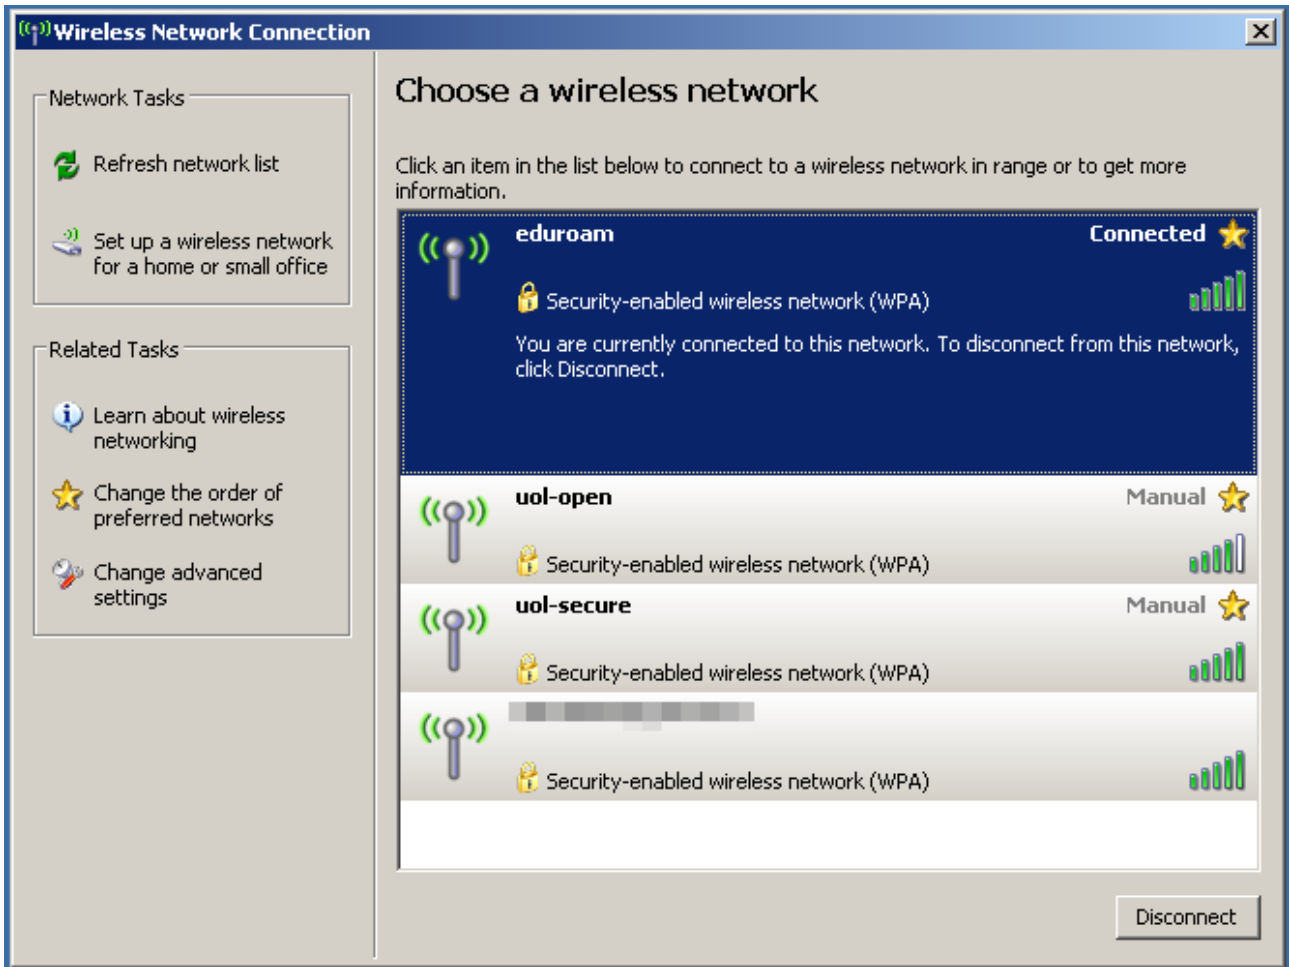 Wireless Network Connection
Network Tasks
Refresh network list
Set up a wireless network
for a home or small office
Related Tasks
Learn about wireless
networking
Change the order of
preferred networks
Change advanced
settings
Choose a wireless network
Click an item in the list below to connect to a wireless network in range or to get more
information.
eduroam Connected
Security-enabled wireless network (WPA)
You are currently connected to this network. To disconnect from this network,
click Disconnect.
uol-open Manual
Security-enabled wireless network (WPA)
uol-secure Manual
Security-enabled wireless network (WPA)
Security-enabled wireless network (WPA)
Disconnect